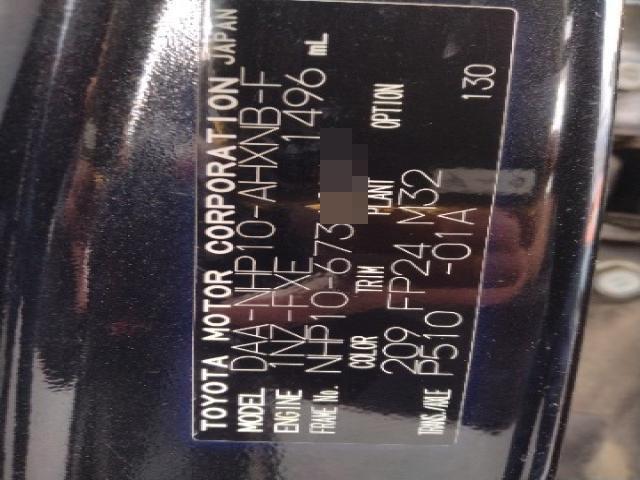 TOYOTA MOTOR CORPORATION JAPAN
MODEL DAA-NHP10-AHXNB-F
ENGINE 1NZ-FXE 1496 mL
FRAME No. NHP10-673
COLOR TRIM PLANT OPTION
209 FP24 M32
TRANS./AXLE P510 -01A 130